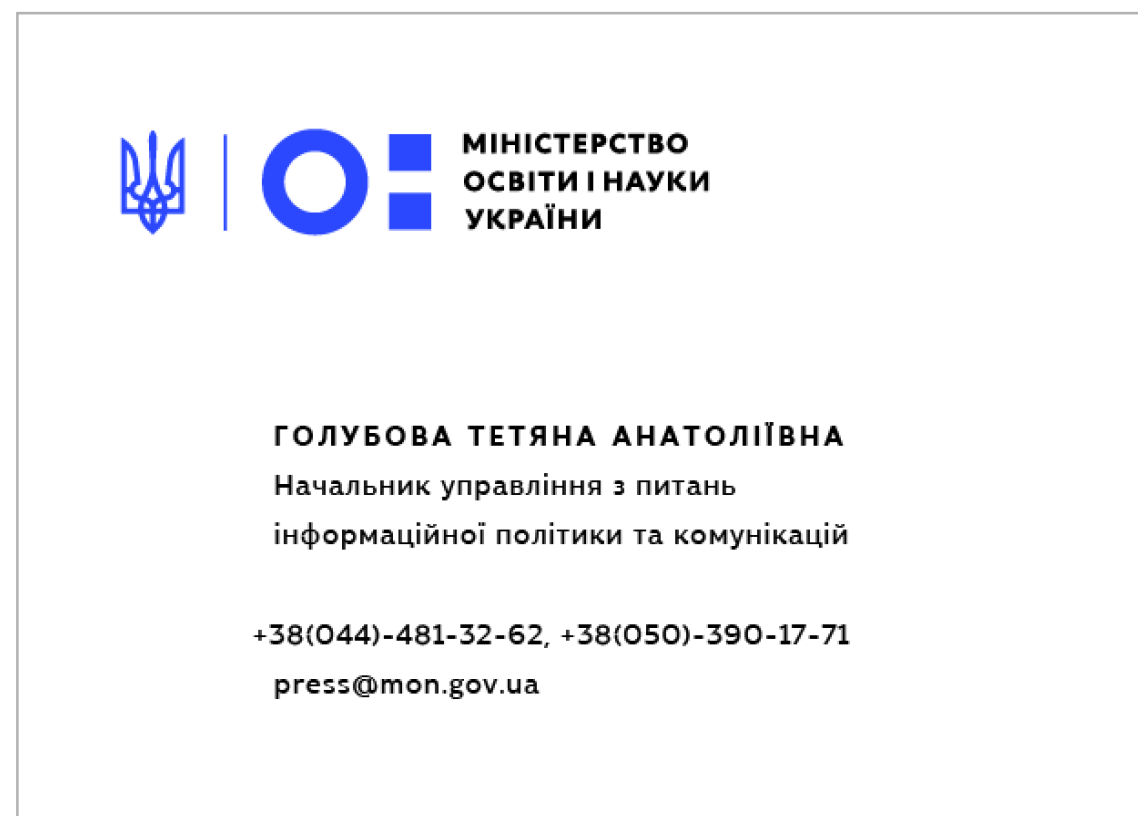 МІНІСТЕРСТВО
ОСВІТИ І НАУКИ
УКРАЇНИ
ГОЛУБОВА ТЕТЯНА АНАТОЛІЇВНА
Начальник управління з питань
інформаційної політики та комунікацій
+38(044)-481-32-62, +38(050)-390-17-71
press@mon.gov.ua